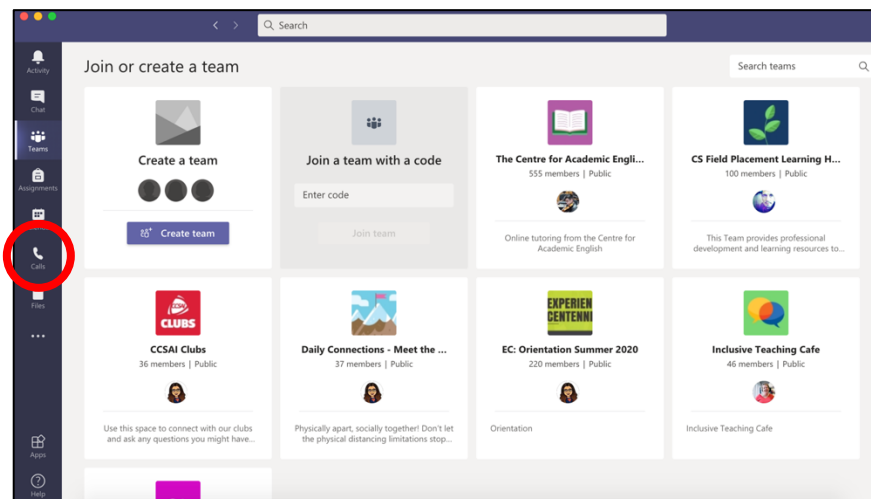 Search
Activity
Chat
Teams
Assignments
Calls
Files
Apps
Help
Join or create a team
Search teams
Create a team
Create team
Join a team with a code
Enter code
Join team
The Centre for Academic Engli...
555 members | Public
Online tutoring from the Centre for
Academic English
CS Field Placement Learning H...
100 members | Public
This Team provides professional
development and learning resources to...
CLUBS
CCSAI Clubs
36 members | Public
Use this space to connect with our clubs
and ask any questions you might have...
Daily Connections - Meet the ...
37 members | Public
Physically apart, socially together! Don't let
the physical distancing limitations stop...
EXPERIEN
CENTENNI
EC: Orientation Summer 2020
220 members | Public
Orientation
Inclusive Teaching Cafe
46 members | Public
Inclusive Teaching Cafe